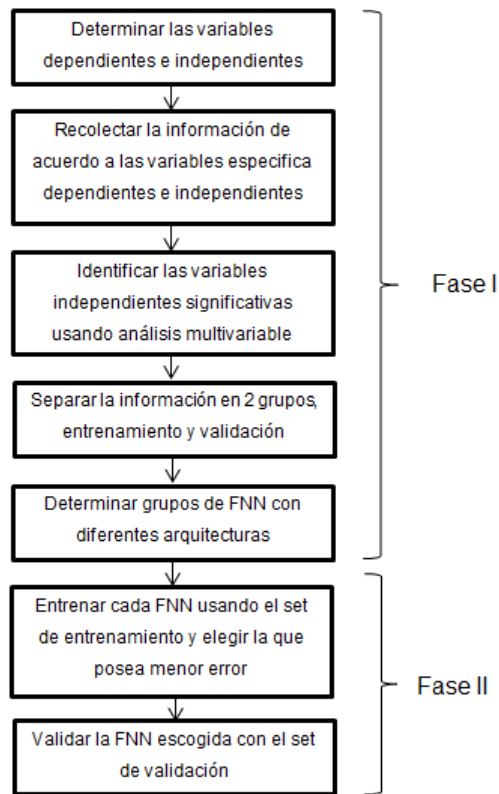 Determinar las variables
dependientes e independientes
Recolectar la información de
acuerdo a las variables especifica
dependientes e independientes
Identificar las variables
independientes significativas
usando análisis multivariable
Separar la información en 2 grupos,
entrenamiento y validación
Determinar grupos de FNN con
diferentes arquitecturas
Fase I
Entrenar cada FNN usando el set
de entrenamiento y elegir la que
posea menor error
Validar la FNN escogida con el set
de validación
Fase II